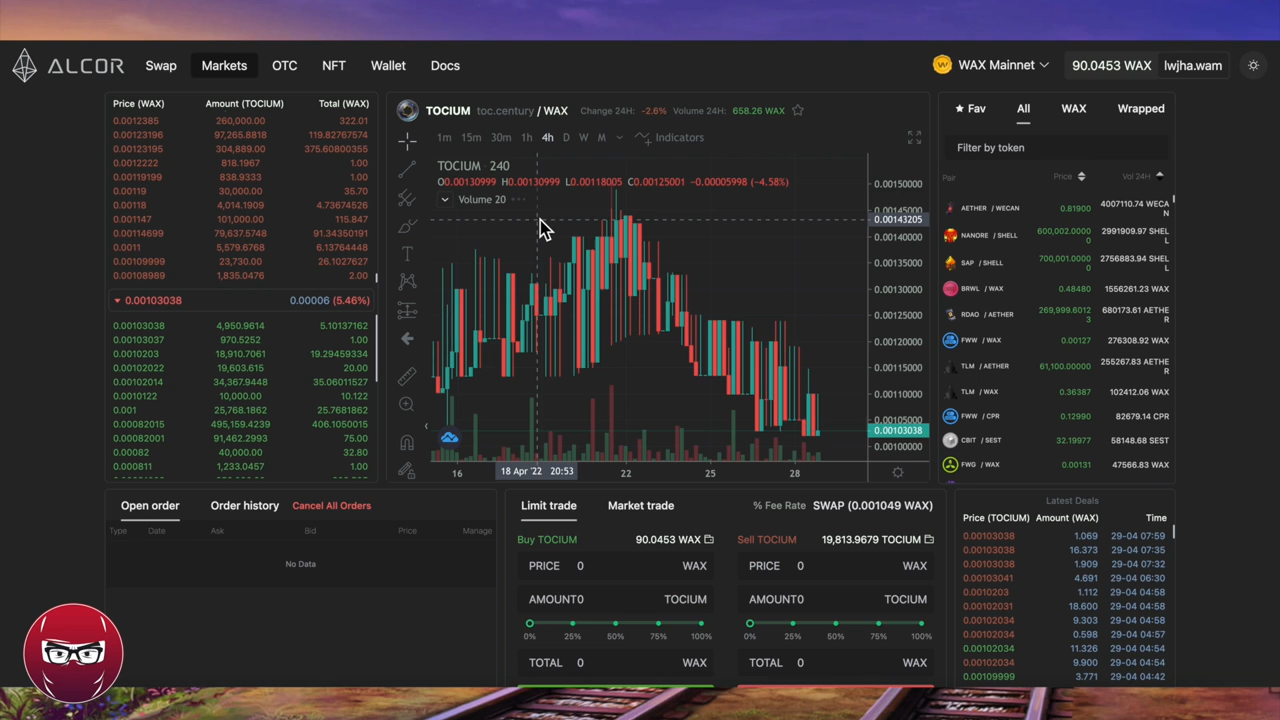 ALCOR Swap Markets OTC NFT Wallet Docs WAX Mainnet 90.0453 WAX lwjha.wam
Price (WAX) Amount (TOCIUM) Total (WAX)
0.0012385 260,000.00 322.01
0.00123196 97,265.8818 119.82767574
0.00123195 304,889.00 375.60800355
0.0012222 818.1967 1.00
0.00119199 838.9333 1.00
0.00119 30,000.00 35.70
0.00118 4,014.1909 4.73674526
0.001147 101,000.00 115.847
0.00114699 79,637.5748 91.34350191
0.0011 5,579.6768 6.13764448
0.00109999 23,730.00 26.1027627
0.00108989 1,835.0476 2.00
0.00103038 0.00006 (5.46%)
0.00103038 4,950.9614 5.10137162
0.00103037 970.5252 1.00
0.00102203 18,910.7061 19.29459334
0.00102022 19,603.615 20.00
0.00102014 34,367.9448 35.06011527
0.0010122 10,000.00 10.122
0.001 25,768.1862 25.7681862
0.00082015 495,159.4239 406.1050015
0.00082001 91,462.2993 75.00
0.00082 40,000.00 32.80
0.000811 1,233.0457 1.00
TOCIUM toc.century / WAX Change 24H: -2.6% Volume 24H: 658.26 WAX
1m 15m 30m 1h 4h D W M Indicators
TOCIUM · 240
O0.00130999 H0.00130999 L0.00118005 C0.00125001 −0.00005998 (−4.58%)
Volume 20
0.00150000
0.00145000
0.00143205
0.00140000
0.00135000
0.00130000
0.00125000
0.00120000
0.00115000
0.00110000
0.00105000
0.00103038
0.00100000
16 18 Apr '22 20:53 22 25 28
Fav All WAX Wrapped
Filter by token
Pair Price Vol 24H
AETHER / WECAN 0.81900 4007110.74 WECA
N
NANORE / SHELL 600,002.0000 2991909.97 SHEL
L
SAP / SHELL 700,001.0000 2756883.94 SHEL
L
BRWL / WAX 0.48480 1556261.23 WAX
RDAO / AETHER 269,999.6012
3 680173.61 AETHE
R
FWW / WAX 0.00127 276308.92 WAX
TLM / AETHER 61,100.00000 255267.83 AETHE
R
TLM / WAX 0.36387 102412.06 WAX
FWW / CPR 0.12990 82679.14 CPR
CBIT / SEST 32.19977 58148.68 SEST
FWG / WAX 0.00131 47566.83 WAX
Open order Order history Cancel All Orders
Type Date Ask Bid Price Manage
No Data
Limit trade Market trade % Fee Rate SWAP (0.001049 WAX)
Buy TOCIUM 90.0453 WAX Sell TOCIUM 19,813.9679 TOCIUM
PRICE 0 WAX PRICE 0 WAX
AMOUNT 0 TOCIUM AMOUNT 0 TOCIUM
0% 25% 50% 75% 100% 0% 25% 50% 75% 100%
TOTAL 0 WAX TOTAL 0 WAX
Latest Deals
Price (TOCIUM) Amount (WAX) Time
0.00103038 1.069 29-04 07:59
0.00103038 16.373 29-04 07:35
0.00103038 1.909 29-04 07:32
0.00103041 4.691 29-04 06:30
0.0010203 1.112 29-04 04:58
0.00102031 18.600 29-04 04:58
0.00102034 9.303 29-04 04:58
0.00102034 0.598 29-04 04:57
0.00102034 11.326 29-04 04:54
0.00102034 9.900 29-04 04:54
0.00109999 3.771 29-04 04:42